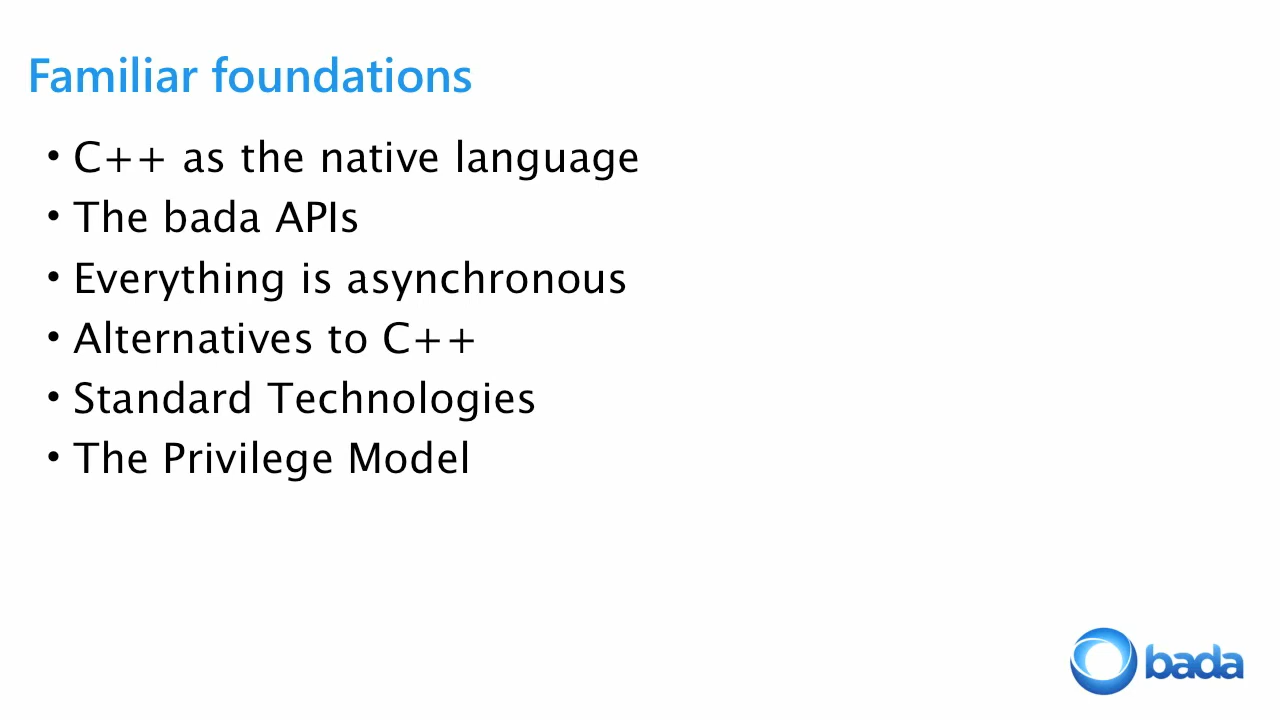 Familiar foundations
• C++ as the native language
• The bada APIs
• Everything is asynchronous
• Alternatives to C++
• Standard Technologies
• The Privilege Model
bada